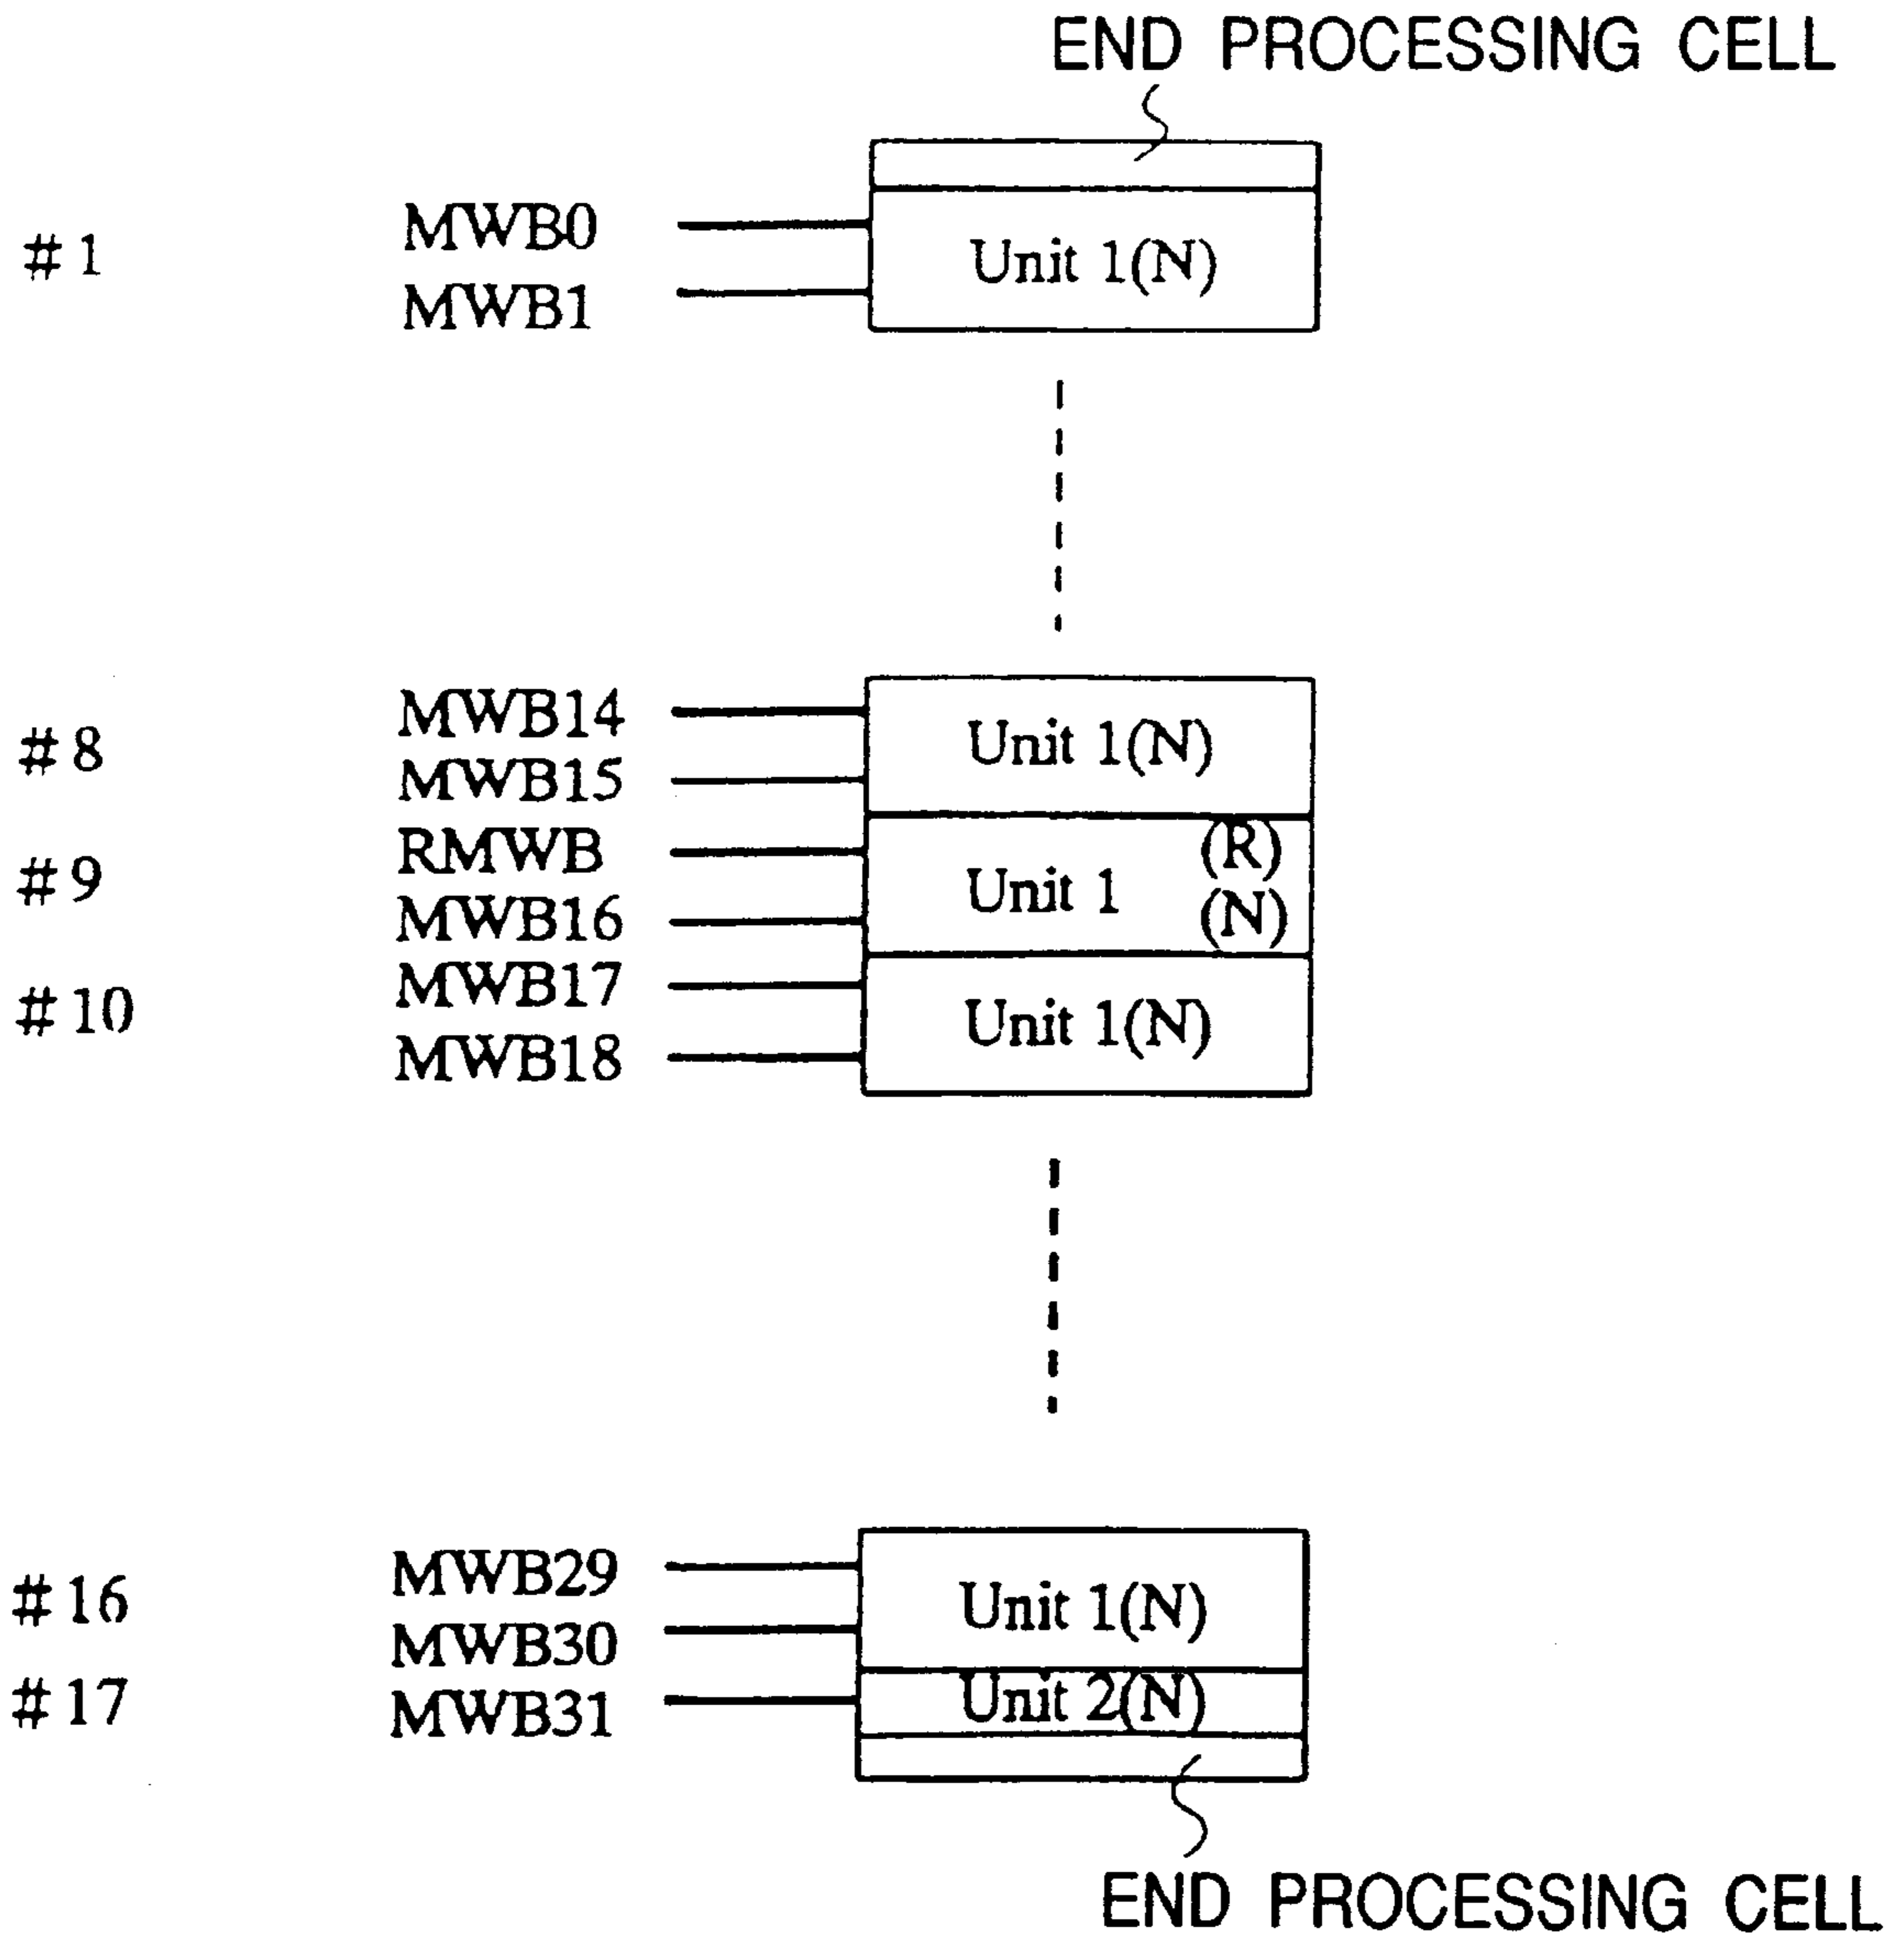 END PROCESSING CELL
#1
MWB0
MWB1
Unit 1(N)
#8
MWB14
MWB15
Unit 1(N)
#9
RMWB
MWB16
Unit 1
(R)
(N)
#10
MWB17
MWB18
Unit 1(N)
#16
MWB29
MWB30
Unit 1(N)
#17
MWB31
Unit 2(N)
END PROCESSING CELL